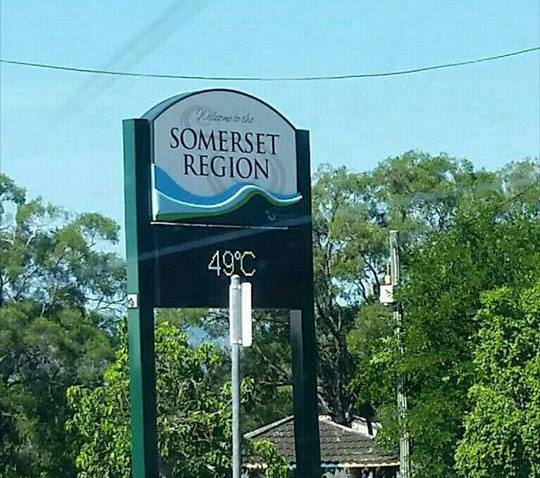 Welcome to the
SOMERSET
REGION
49°C